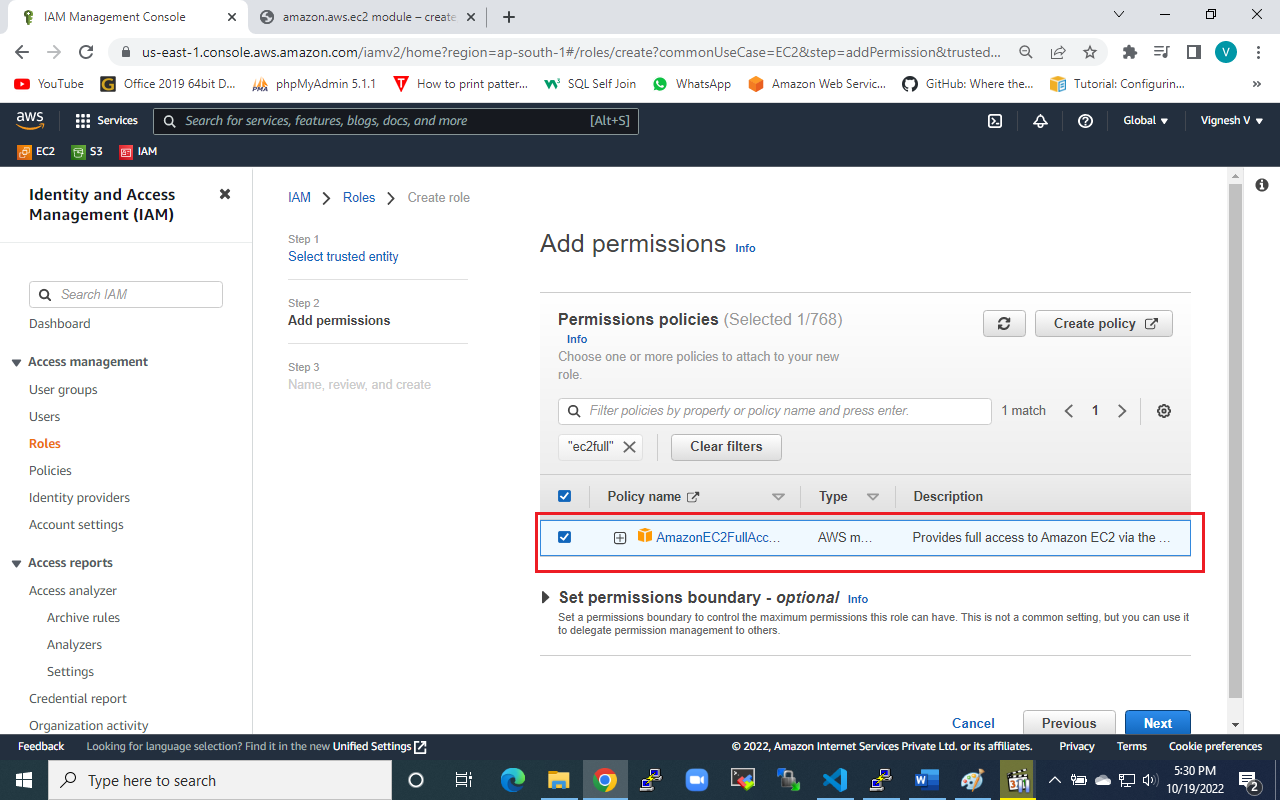 IAM Management Console
amazon.aws.ec2 module – create
us-east-1.console.aws.amazon.com/iamv2/home?region=ap-south-1#/roles/create?commonUseCase=EC2&step=addPermission&trusted...
V
YouTube
Office 2019 64bit D...
phpMyAdmin 5.1.1
How to print patter...
SQL Self Join
WhatsApp
Amazon Web Servic...
GitHub: Where the...
Tutorial: Configurin...
»
aws
Services
Search for services, features, blogs, docs, and more
[Alt+S]
Global
Vignesh V
EC2
S3
IAM
Identity and Access
Management (IAM)
Search IAM
Dashboard
Access management
User groups
Users
Roles
Policies
Identity providers
Account settings
Access reports
Access analyzer
Archive rules
Analyzers
Settings
Credential report
Organization activity
IAM
Roles
Create role
Step 1
Select trusted entity
Step 2
Add permissions
Step 3
Name, review, and create
Add permissions Info
Permissions policies (Selected 1/768)
Info
Choose one or more policies to attach to your new
role.
Create policy
Filter policies by property or policy name and press enter.
1 match
1
"ec2full"
Clear filters
Policy name
Type
Description
AmazonEC2FullAcc...
AWS m...
Provides full access to Amazon EC2 via the ...
Set permissions boundary - optional Info
Set a permissions boundary to control the maximum permissions this role can have. This is not a common setting, but you can use it
to delegate permission management to others.
Cancel
Previous
Next
Feedback
Looking for language selection? Find it in the new Unified Settings
© 2022, Amazon Internet Services Private Ltd. or its affiliates.
Privacy
Terms
Cookie preferences
Type here to search
5:30 PM
10/19/2022
2